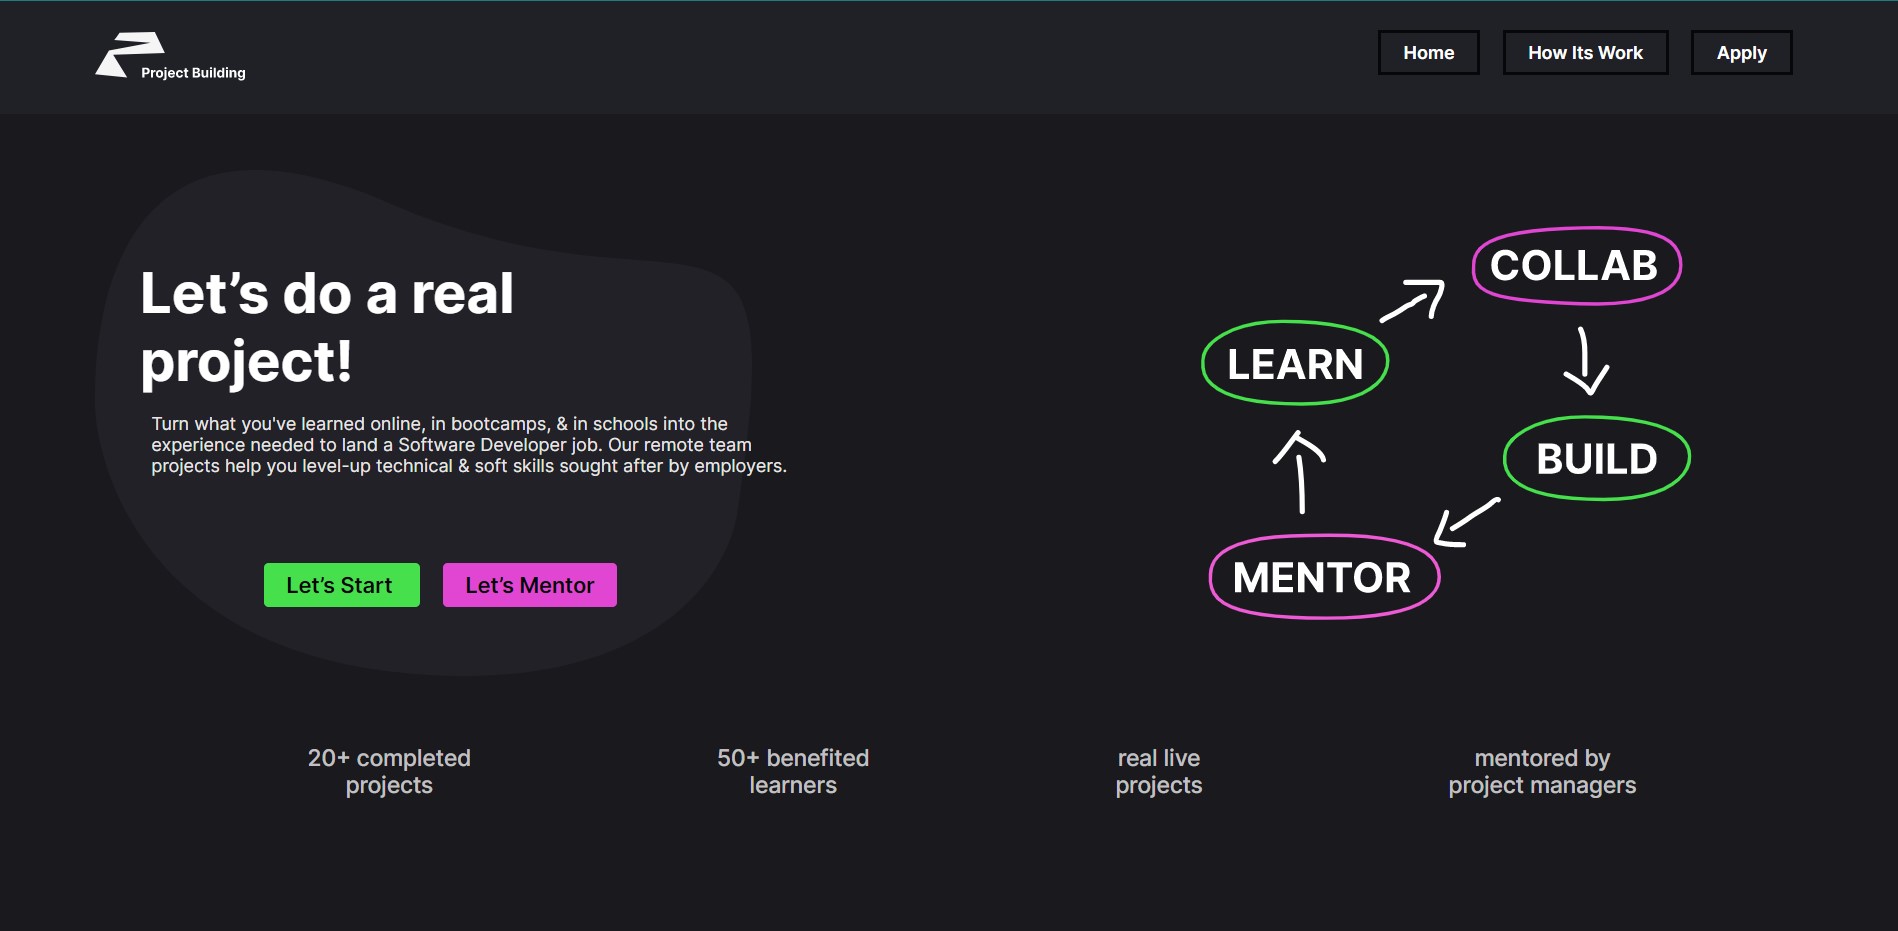 Project Building
Home
How Its Work
Apply
Let’s do a real
project!
Turn what you've learned online, in bootcamps, & in schools into the
experience needed to land a Software Developer job. Our remote team
projects help you level-up technical & soft skills sought after by employers.
Let’s Start
Let’s Mentor
COLLAB
LEARN
BUILD
MENTOR
20+ completed
projects
50+ benefited
learners
real live
projects
mentored by
project managers